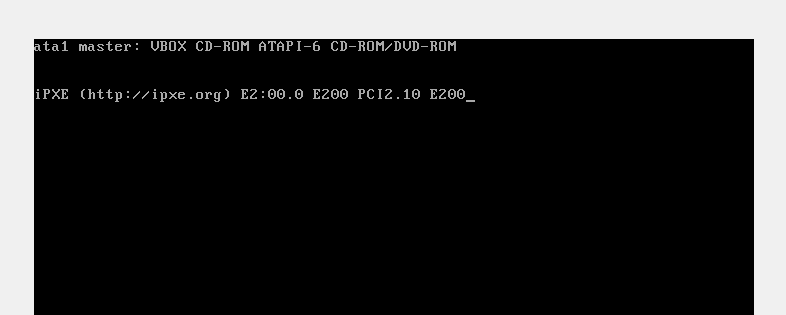 ata1 master: VBOX CD-ROM ATAPI-6 CD-ROM/DVD-ROM
iPXE (http://ipxe.org) E2:00.0 E200 PCI2.10 E200_